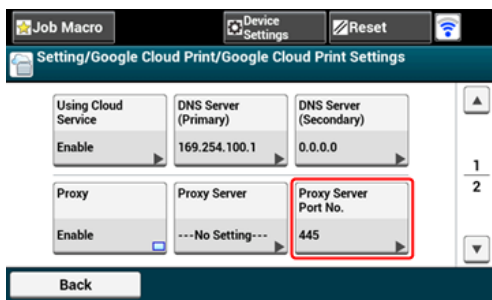 Job Macro
Device
Settings
Reset
Setting/Google Cloud Print/Google Cloud Print Settings
Using Cloud
Service
Enable
DNS Server
(Primary)
169.254.100.1
DNS Server
(Secondary)
0.0.0.0
1
2
Proxy
Enable
Proxy Server
---No Setting---
Proxy Server
Port No.
445
Back